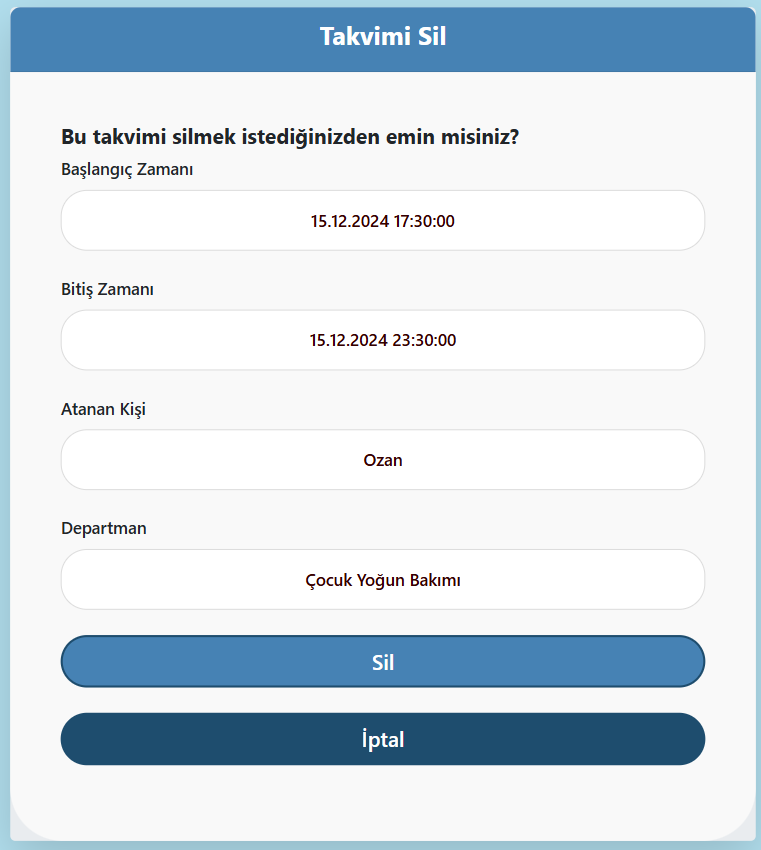 Takvimi Sil
Bu takvimi silmek istediğinizden emin misiniz?
Başlangıç Zamanı
15.12.2024 17:30:00
Bitiş Zamanı
15.12.2024 23:30:00
Atanan Kişi
Ozan
Departman
Çocuk Yoğun Bakımı
Sil
İptal